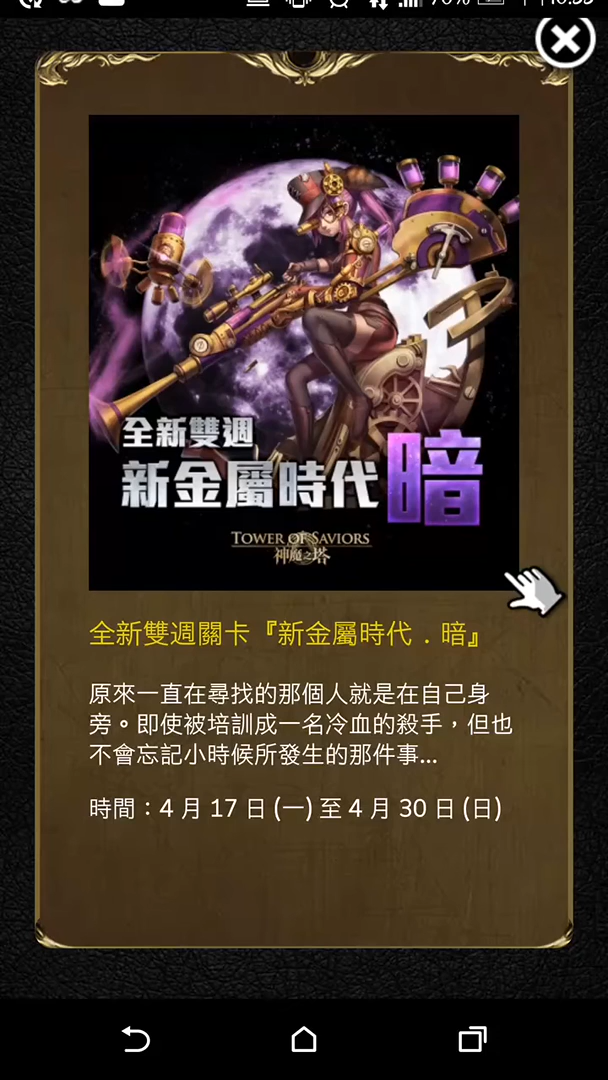 全新雙週
新金屬時代 暗
TOWER OF SAVIORS
神魔之塔
全新雙週關卡『新金屬時代．暗』
原來一直在尋找的那個人就是在自己身
旁。即使被培訓成一名冷血的殺手，但也
不會忘記小時候所發生的那件事...
時間：4 月 17 日 (一) 至 4 月 30 日 (日)